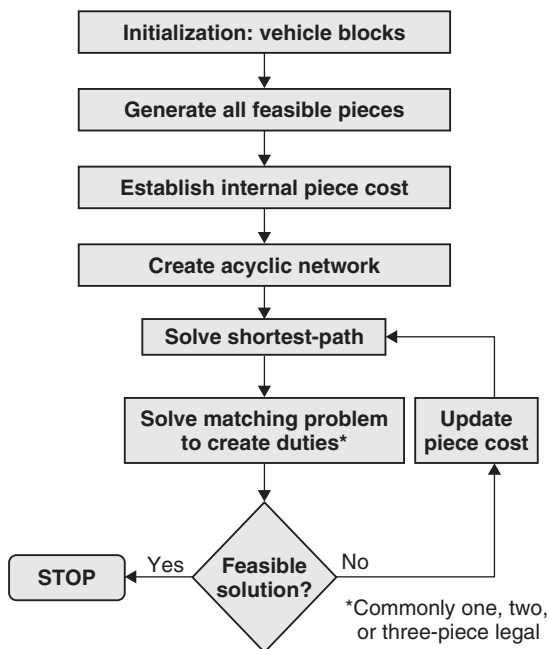 Initialization: vehicle blocks
Generate all feasible pieces
Establish internal piece cost
Create acyclic network
Solve shortest-path
Solve matching problem
to create duties*
Update
piece cost
Feasible
solution?
Yes
No
STOP
*Commonly one, two,
or three-piece legal